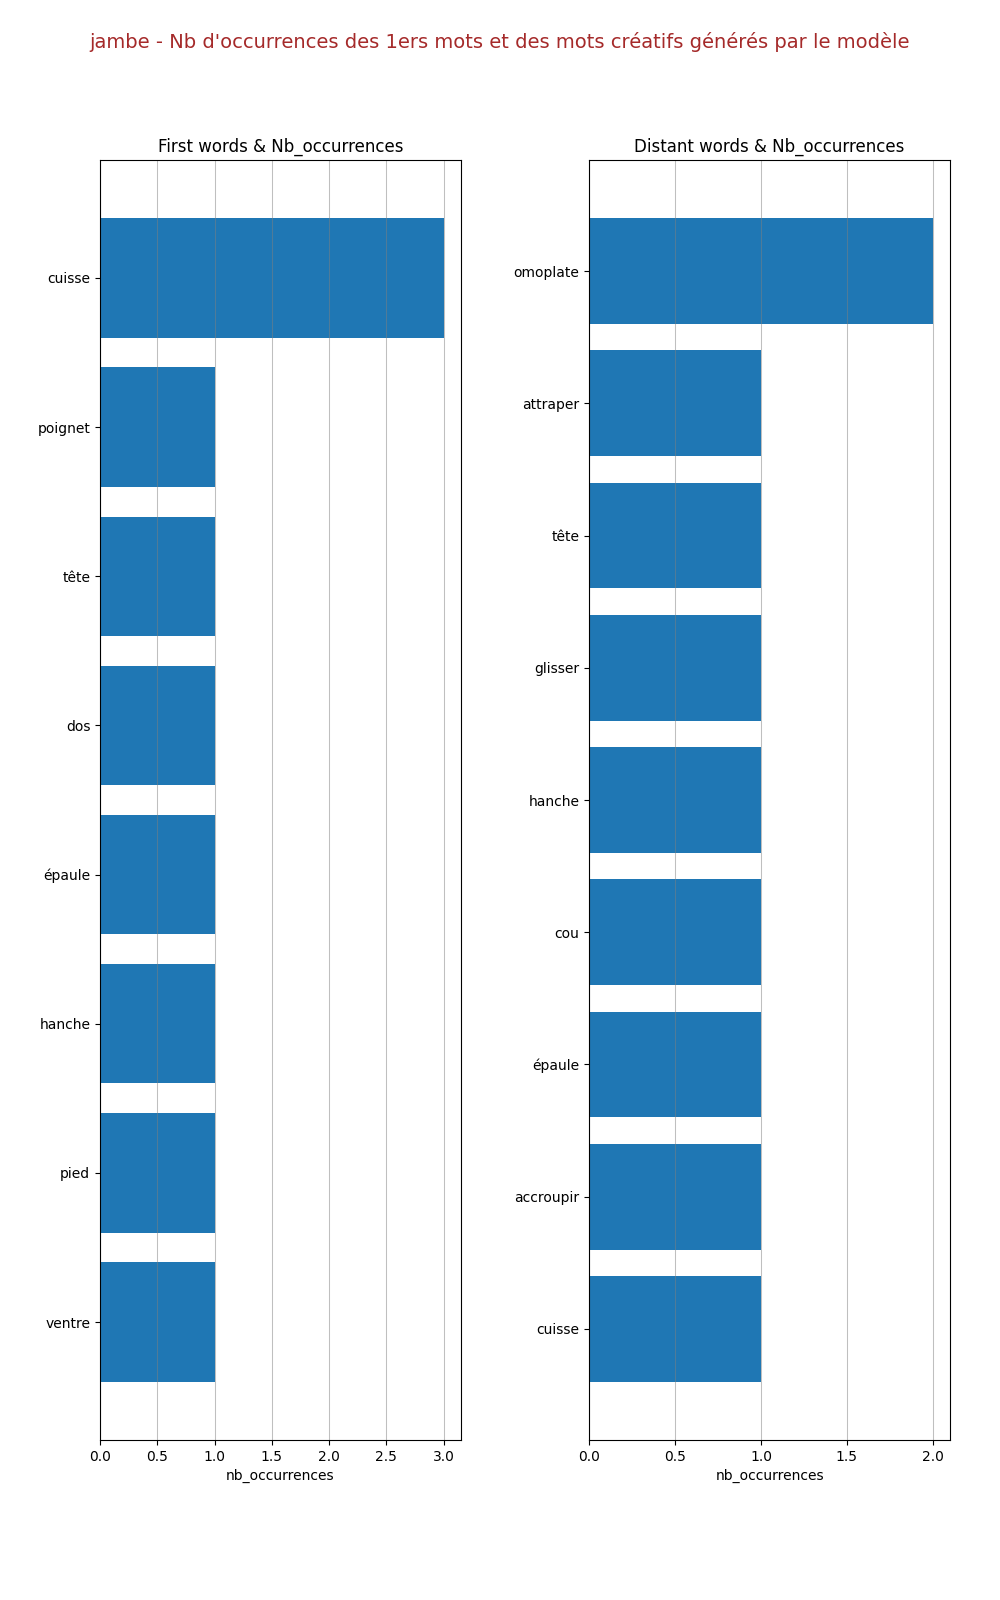 jambe - Nb d'occurrences des 1ers mots et des mots créatifs générés par le modèle
First words & Nb_occurrences
cuisse
poignet
tête
dos
épaule
hanche
pied
ventre
0.0 0.5 1.0 1.5 2.0 2.5 3.0
nb_occurrences
Distant words & Nb_occurrences
omoplate
attraper
tête
glisser
hanche
cou
épaule
accroupir
cuisse
0.0 0.5 1.0 1.5 2.0
nb_occurrences